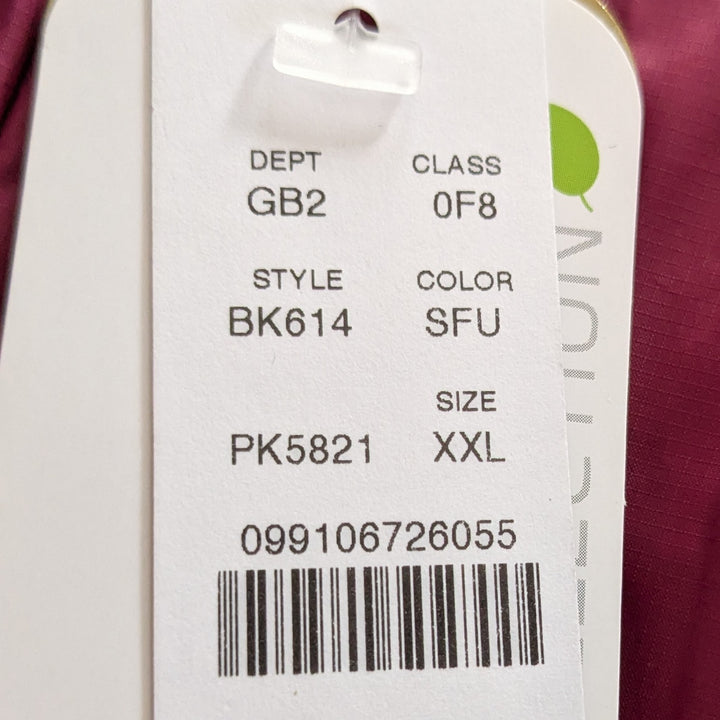 DEPT CLASS
GB2 0F8
STYLE COLOR
BK614 SFU
SIZE
PK5821 XXL
099106726055